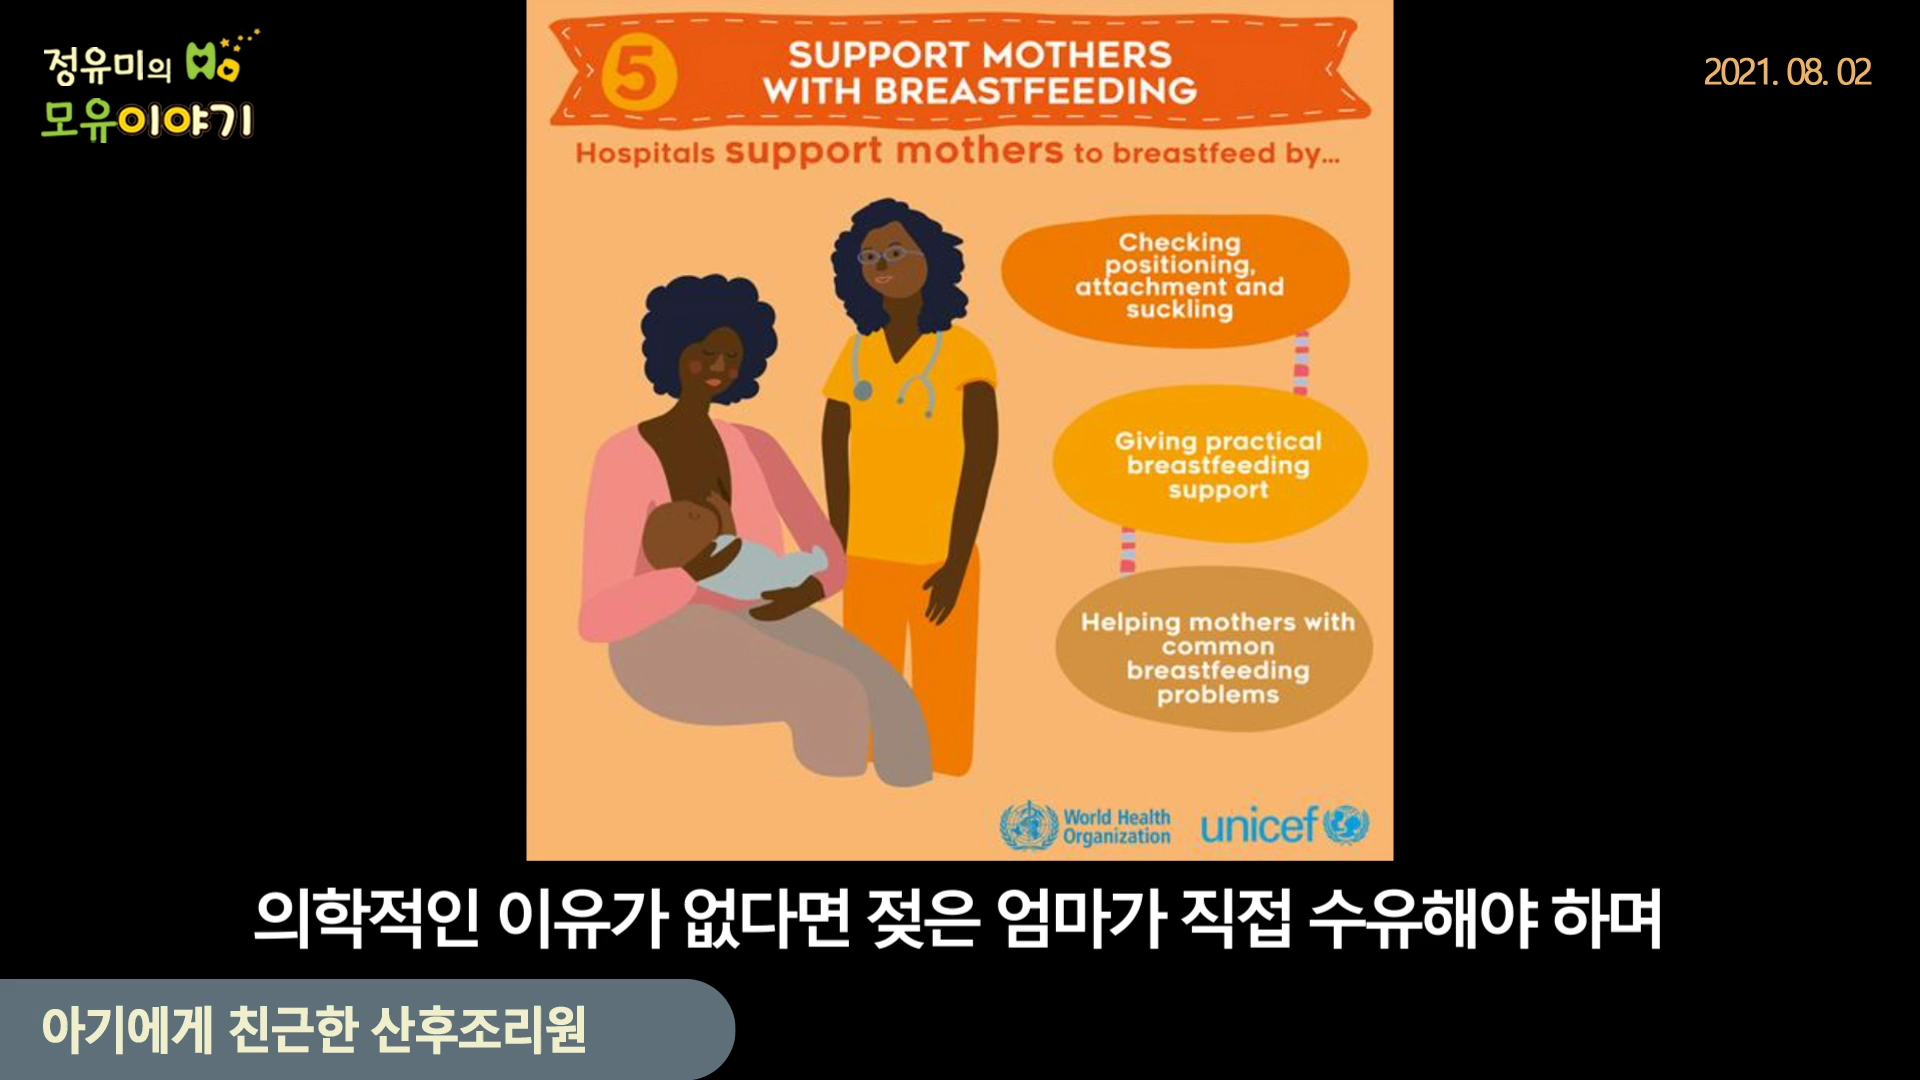 정유미의 Mo
모유이야기
2021. 08. 02
5
SUPPORT MOTHERS
WITH BREASTFEEDING
Hospitals support mothers to breastfeed by...
Checking
positioning,
attachment and
suckling
Giving practical
breastfeeding
support
Helping mothers with
common
breastfeeding
problems
World Health
Organization
unicef
의학적인 이유가 없다면 젖은 엄마가 직접 수유해야 하며
아기에게 친근한 산후조리원